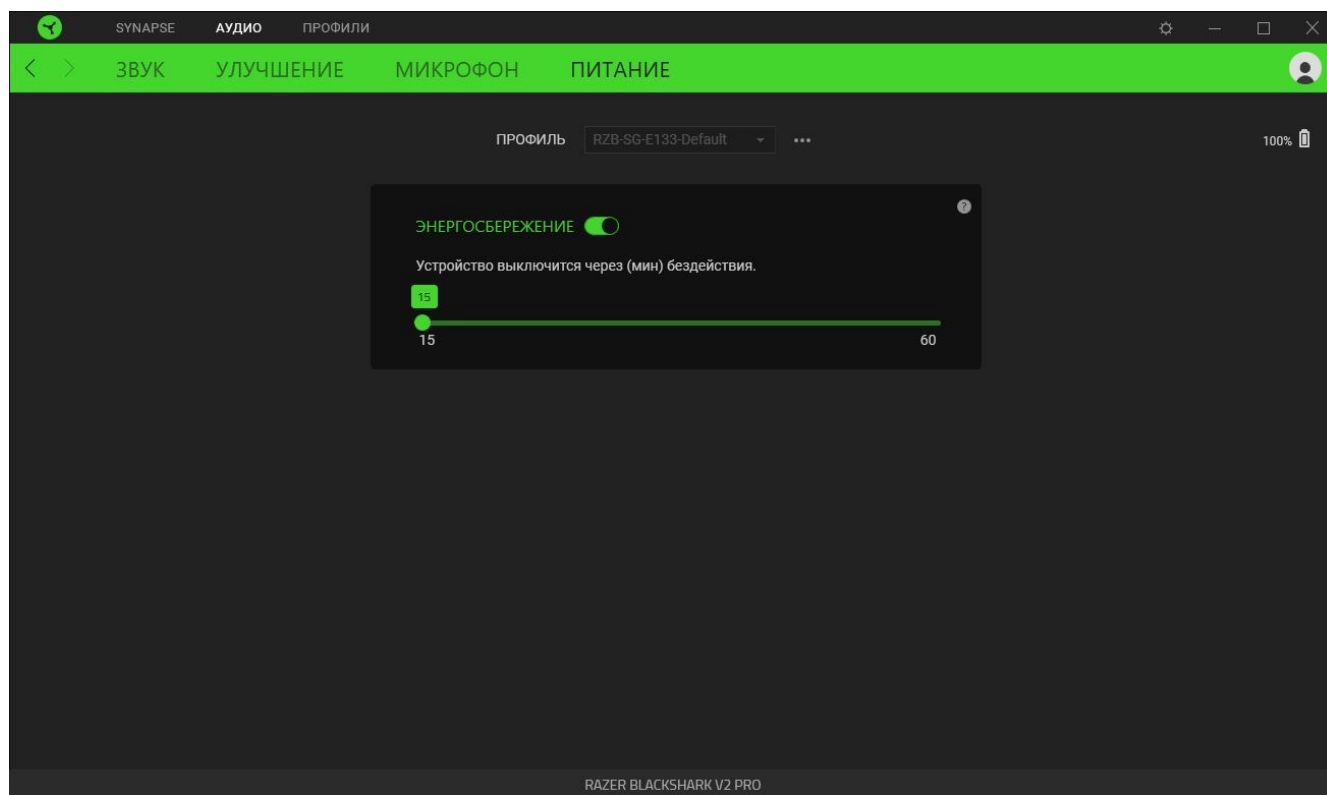 SYNAPSE АУДИО ПРОФИЛИ
ЗВУК УЛУЧШЕНИЕ МИКРОФОН ПИТАНИЕ
ПРОФИЛЬ RZB-SG-E133-Default 100%
ЭНЕРГОСБЕРЕЖЕНИЕ ?
Устройство выключится через (мин) бездействия.
15
15 60
RAZER BLACKSHARK V2 PRO